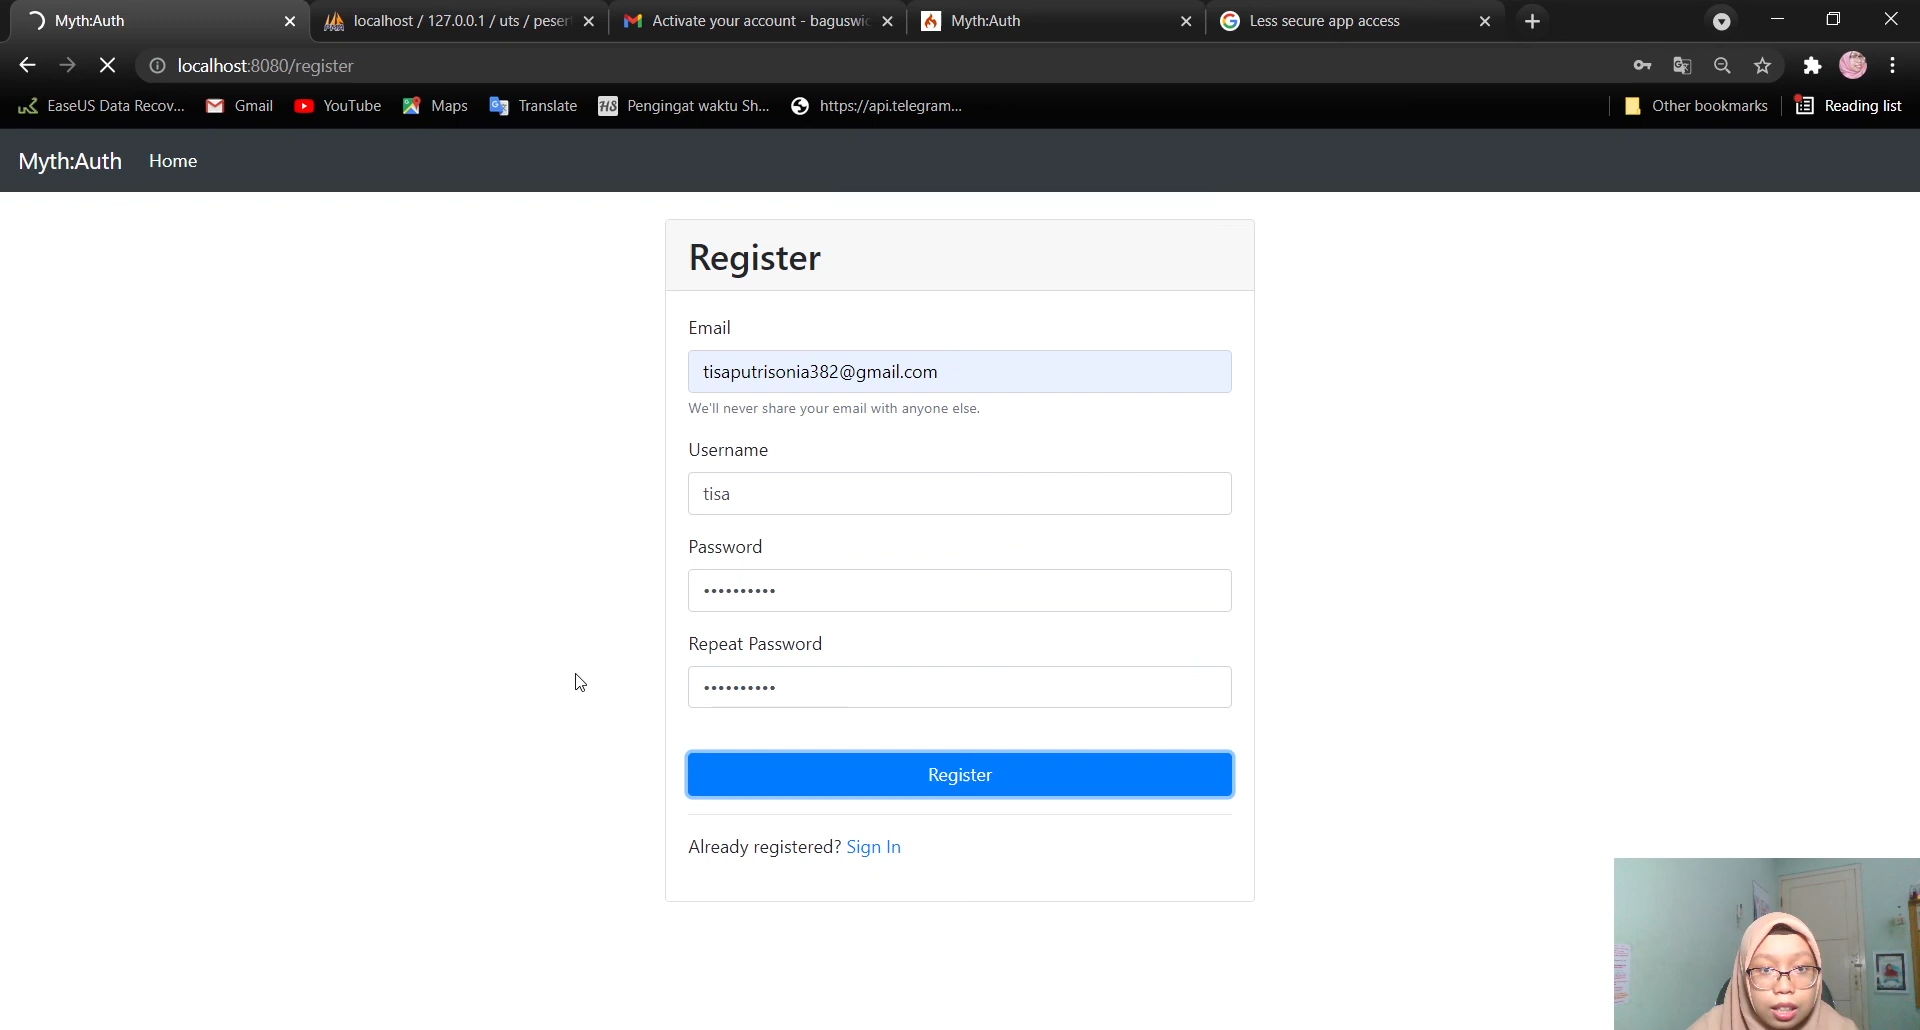 Myth:Auth
localhost / 127.0.0.1 / uts / peser
Activate your account - baguswic
Myth:Auth
Less secure app access
localhost:8080/register
EaseUS Data Recov...
Gmail
YouTube
Maps
Translate
HS
Pengingat waktu Sh...
https://api.telegram...
Other bookmarks
Reading list
Myth:Auth
Home
Register
Email
tisaputrisonia382@gmail.com
We'll never share your email with anyone else.
Username
tisa
Password
••••••••••
Repeat Password
••••••••••
Register
Already registered? Sign In